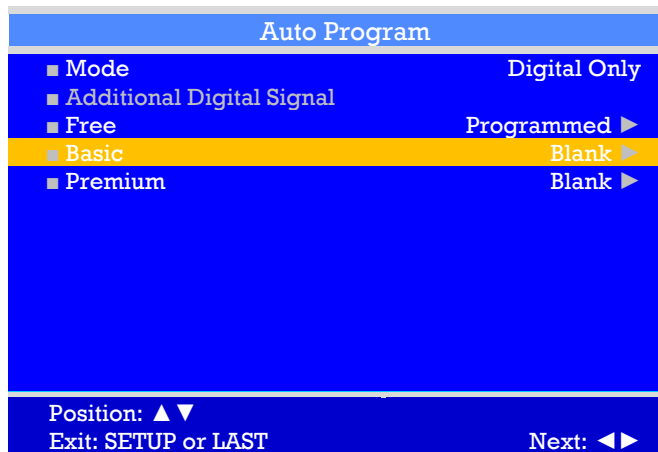 Auto Program
■ Mode Digital Only
■ Additional Digital Signal
■ Free Programmed ►
■ Basic Blank ►
■ Premium Blank ►
Position: ▲▼
Exit: SETUP or LAST Next: ◄►